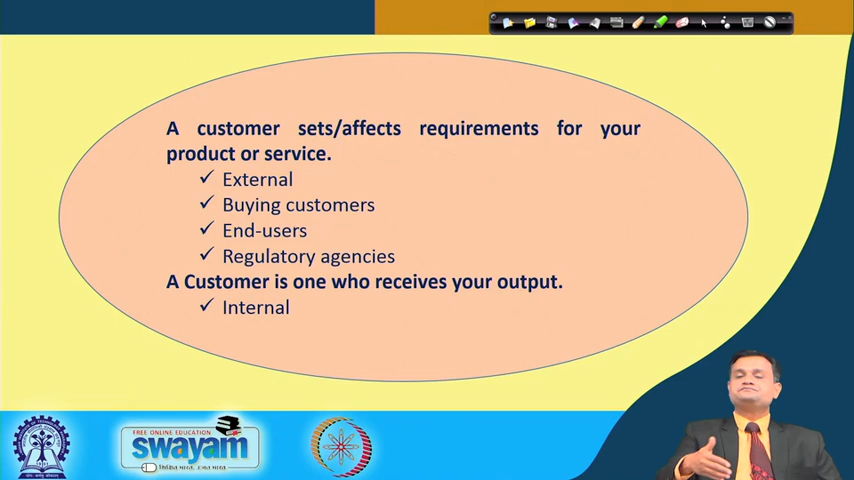 A customer sets/affects requirements for your
product or service.
✓ External
✓ Buying customers
✓ End-users
✓ Regulatory agencies
A Customer is one who receives your output.
✓ Internal
FREE ONLINE EDUCATION
swayam